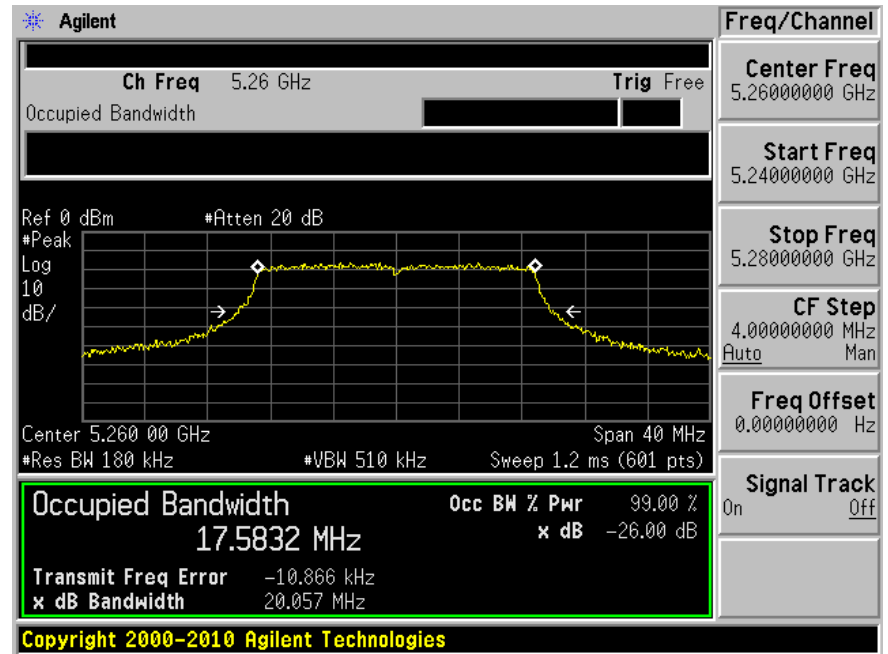 Agilent
Freq/Channel
Ch Freq 5.26 GHz Trig Free
Occupied Bandwidth
Center Freq
5.26000000 GHz
Start Freq
5.24000000 GHz
Stop Freq
5.28000000 GHz
CF Step
4.00000000 MHz
Auto Man
Freq Offset
0.00000000 Hz
Signal Track
On Off
Ref 0 dBm #Atten 20 dB
#Peak
Log
10
dB/
Center 5.260 00 GHz Span 40 MHz
#Res BW 180 kHz #VBW 510 kHz Sweep 1.2 ms (601 pts)
Occupied Bandwidth Occ BW % Pwr 99.00 %
17.5832 MHz x dB -26.00 dB
Transmit Freq Error -10.866 kHz
x dB Bandwidth 20.057 MHz
Copyright 2000-2010 Agilent Technologies